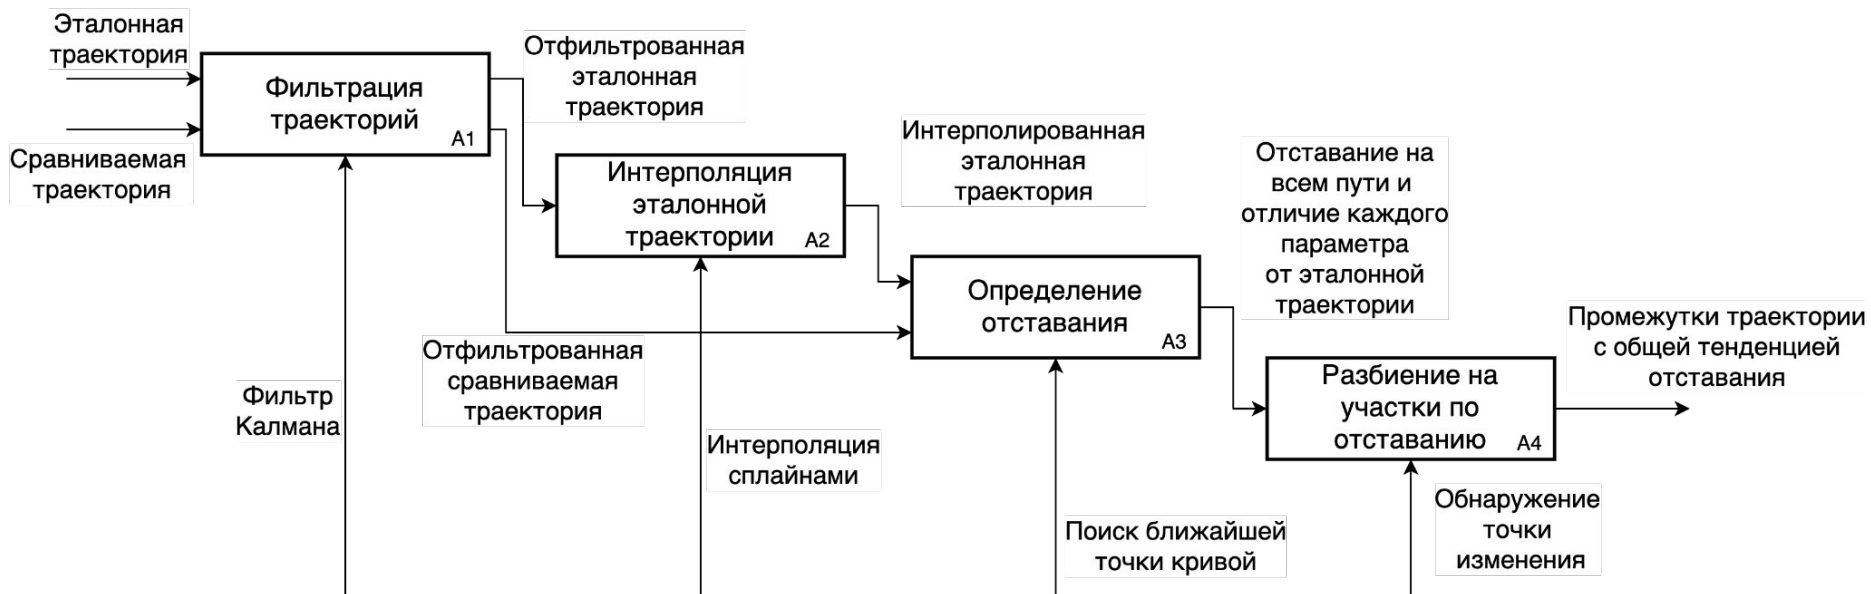 Эталонная
траектория
Сравниваемая
траектория
Фильтрация
траекторий
A1
Отфильтрованная
эталонная
траектория
Интерполяция
эталонной
траектории
A2
Интерполированная
эталонная
траектория
Определение
отставания
A3
Отставание на
всем пути и
отличие каждого
параметра
от эталонной
траектории
Разбиение на
участки по
отставанию
A4
Промежутки траектории
с общей тенденцией
отставания
Отфильтрованная
сравниваемая
траектория
Фильтр
Калмана
Интерполяция
сплайнами
Поиск ближайшей
точки кривой
Обнаружение
точки
изменения